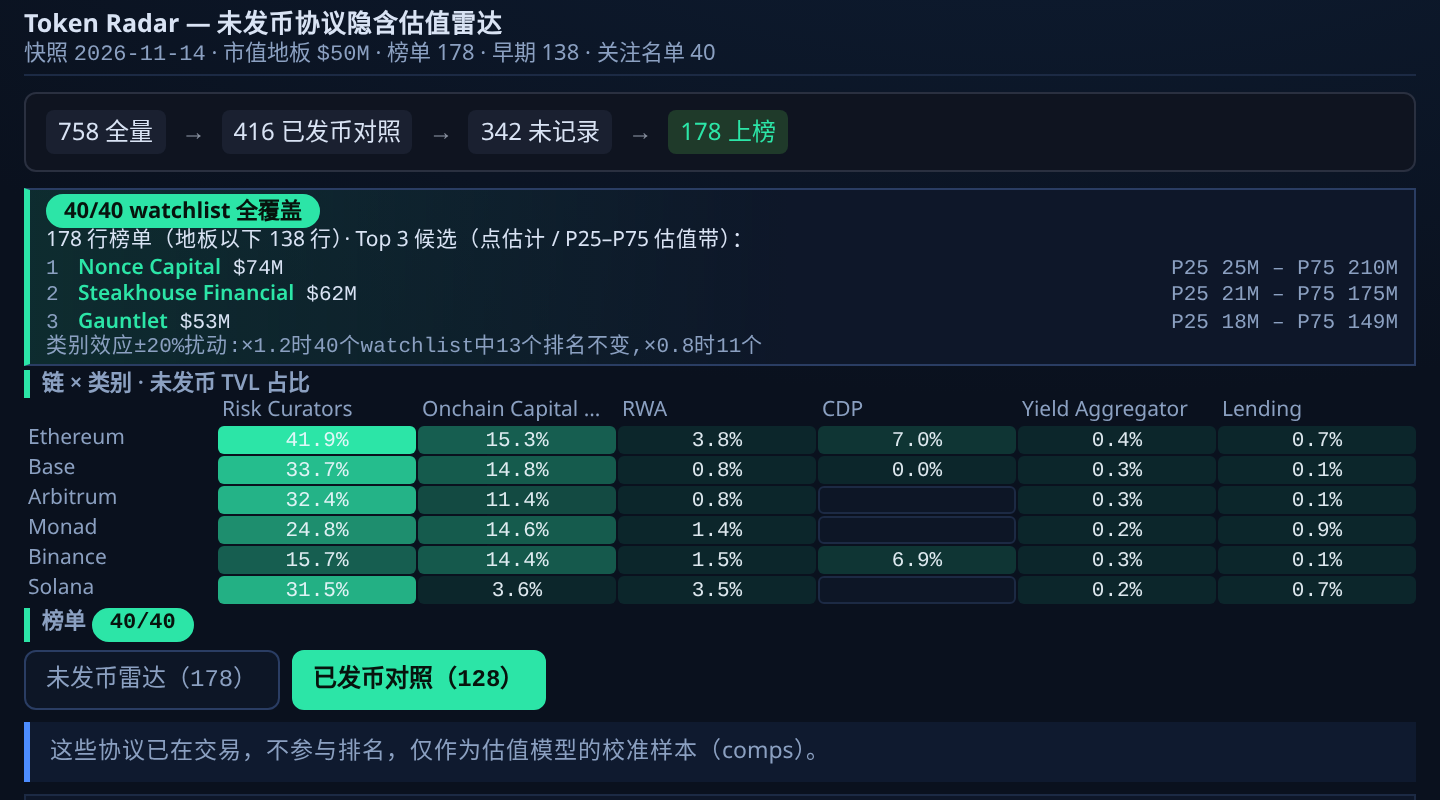 Token Radar — 未发币协议隐含估值雷达
快照 2026-11-14 · 市值地板 $50M · 榜单 178 · 早期 138 · 关注名单 40
758 全量 → 416 已发币对照 → 342 未记录 → 178 上榜
40/40 watchlist 全覆盖
178 行榜单（地板以下 138 行）· Top 3 候选（点估计 / P25–P75 估值带）：
1 Nonce Capital $74M P25 25M – P75 210M
2 Steakhouse Financial $62M P25 21M – P75 175M
3 Gauntlet $53M P25 18M – P75 149M
类别效应±20%扰动:×1.2时40个watchlist中13个排名不变,×0.8时11个
链 × 类别 · 未发币 TVL 占比
Risk Curators Onchain Capital ... RWA CDP Yield Aggregator Lending
Ethereum 41.9% 15.3% 3.8% 7.0% 0.4% 0.7%
Base 33.7% 14.8% 0.8% 0.0% 0.3% 0.1%
Arbitrum 32.4% 11.4% 0.8% 0.3% 0.1%
Monad 24.8% 14.6% 1.4% 0.2% 0.9%
Binance 15.7% 14.4% 1.5% 6.9% 0.3% 0.1%
Solana 31.5% 3.6% 3.5% 0.2% 0.7%
榜单 40/40
未发币雷达（178） 已发币对照（128）
这些协议已在交易，不参与排名，仅作为估值模型的校准样本（comps）。